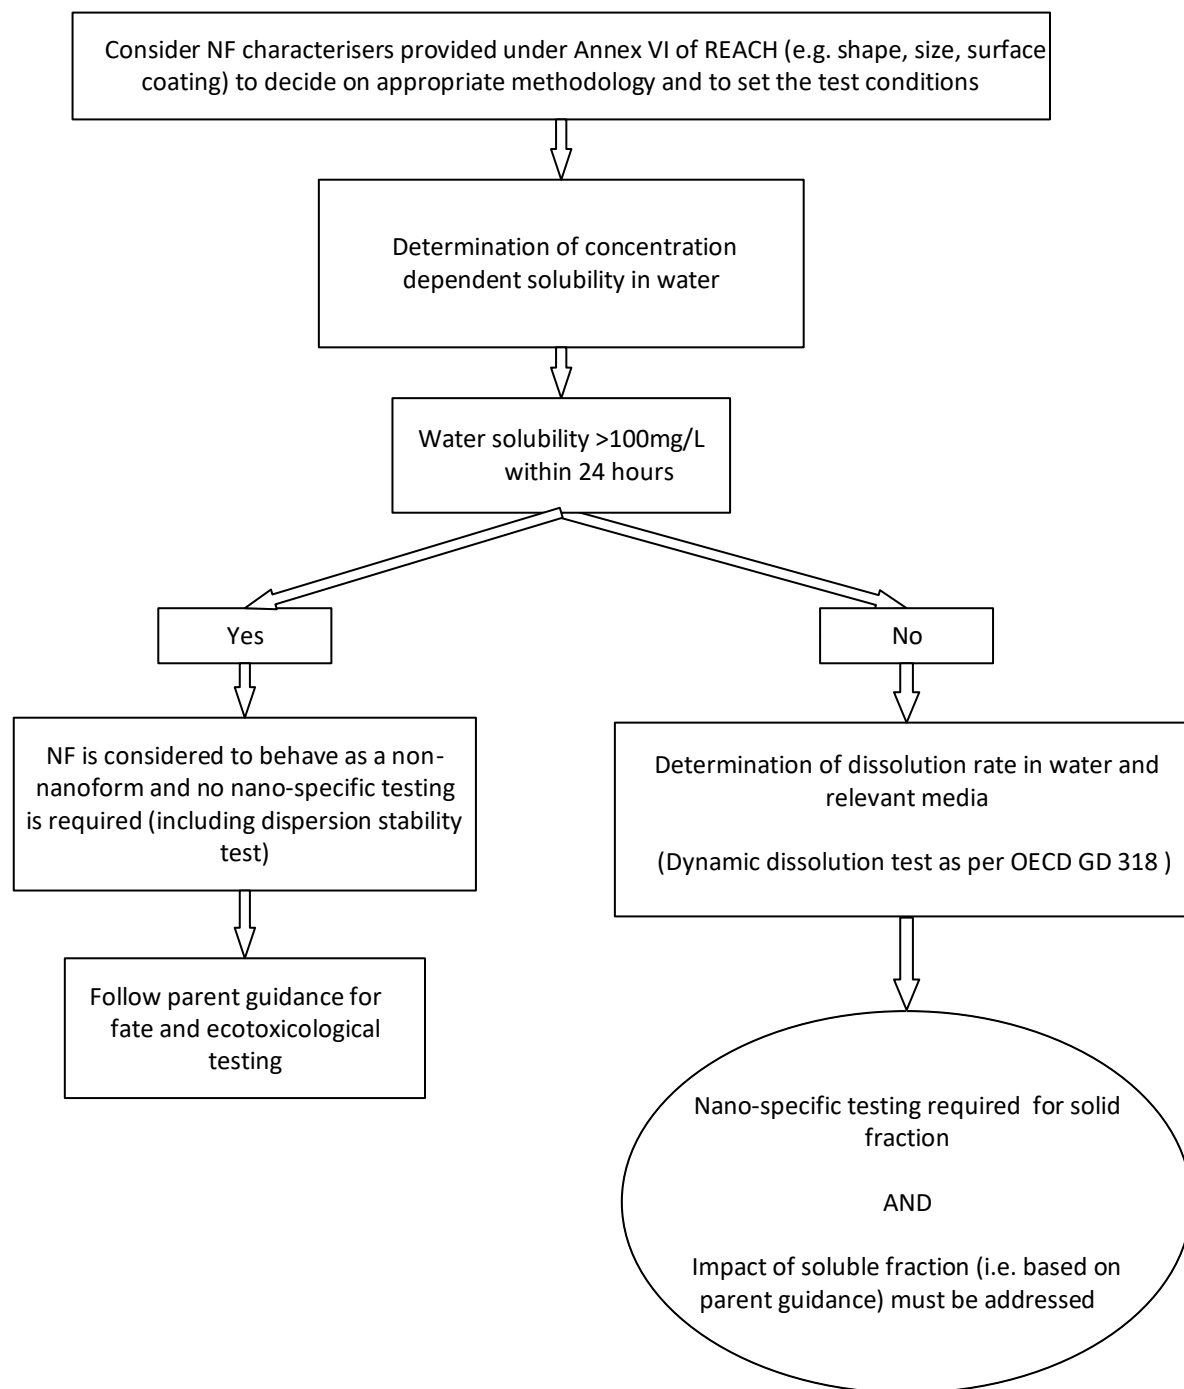 Consider NF characterisers provided under Annex VI of REACH (e.g. shape, size, surface
coating) to decide on appropriate methodology and to set the test conditions
Determination of concentration
dependent solubility in water
Water solubility >100mg/L
within 24 hours
Yes
No
NF is considered to behave as a non-
nanoform and no nano-specific testing
is required (including dispersion stability
test)
Determination of dissolution rate in water and
relevant media
(Dynamic dissolution test as per OECD GD 318 )
Follow parent guidance for
fate and ecotoxicological
testing
Nano-specific testing required for solid
fraction
AND
Impact of soluble fraction (i.e. based on
parent guidance) must be addressed